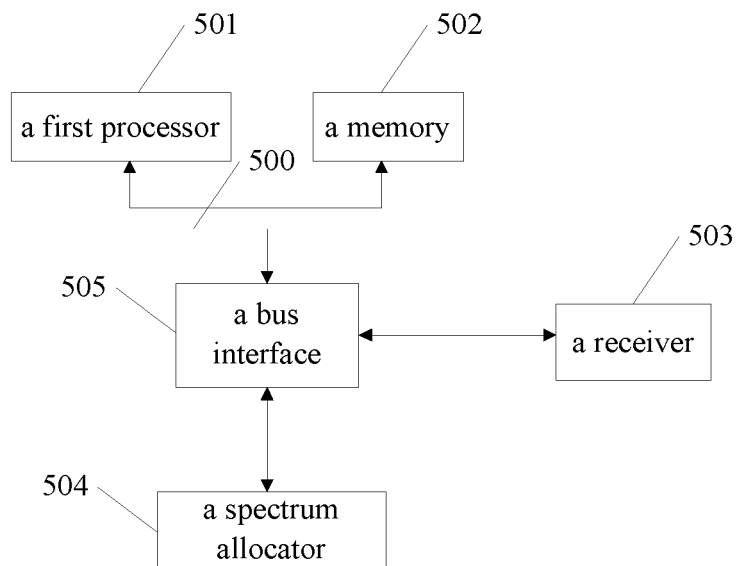 501
502
a first processor
a memory
500
503
505
a bus
interface
a receiver
504
a spectrum
allocator